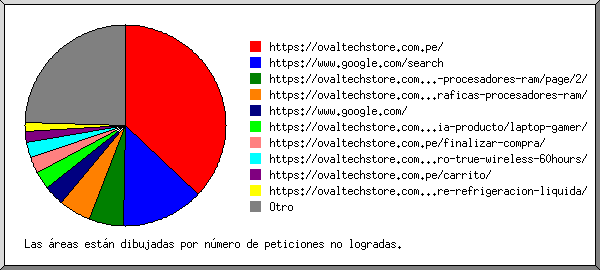 https://ovaltechstore.com.pe/
https://www.google.com/search
https://ovaltechstore.com...-procesadores-ram/page/2/
https://ovaltechstore.com...raficas-procesadores-ram/
https://www.google.com/
https://ovaltechstore.com...ia-producto/laptop-gamer/
https://ovaltechstore.com.pe/finalizar-compra/
https://ovaltechstore.com...ro-true-wireless-60hours/
https://ovaltechstore.com.pe/carrito/
https://ovaltechstore.com...re-refrigeracion-liquida/
Otro
Las áreas están dibujadas por número de peticiones no logradas.